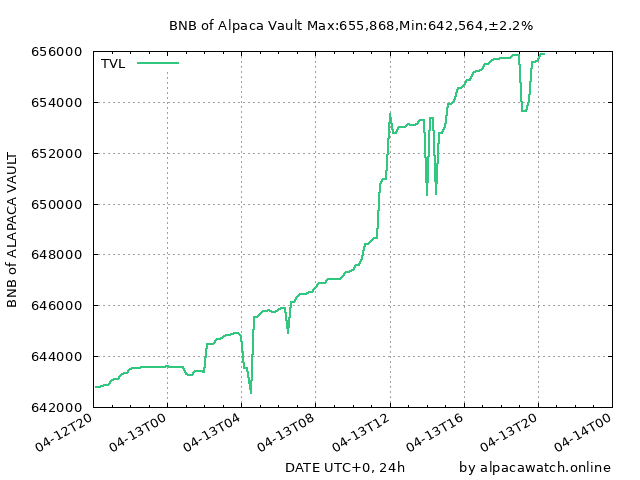 BNB of Alpaca Vault Max:655,868,Min:642,564,±2.2%
TVL
656000
654000
652000
650000
648000
646000
644000
642000
BNB of ALAPACA VAULT
04-12T20
04-13T00
04-13T04
04-13T08
04-13T12
04-13T16
04-13T20
04-14T00
DATE UTC+0, 24h
by alpacawatch.online